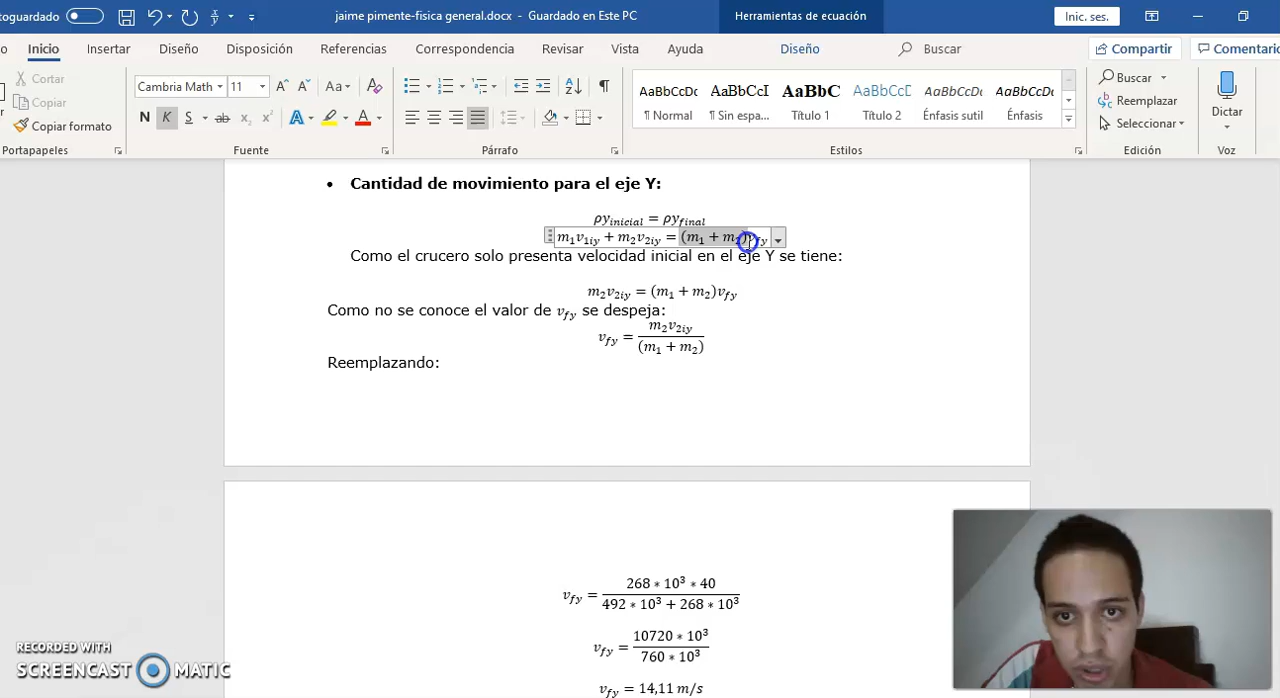 toguardado
jaime pimente-fisica general.docx - Guardado en Este PC
Herramientas de ecuación
Inic. ses.
o Inicio Insertar Diseño Disposición Referencias Correspondencia Revisar Vista Ayuda Diseño Buscar Compartir Comentario
Cortar
Copiar
Copiar formato
Portapapeles
Cambria Math 11
N K S ab x₂ x²
Fuente
Párrafo
AaBbCcDc AaBbCcI AaBbC AaBbCcD AaBbCcDc AaBbCcDc
¶ Normal ¶ Sin espa... Título 1 Título 2 Énfasis sutil Énfasis
Estilos
Buscar
Reemplazar
Seleccionar
Edición
Dictar
Voz
• Cantidad de movimiento para el eje Y:
ρy_inicial = ρy_final
m₁v₁iy + m₂v₂iy = (m₁ + m₂)v_fy
Como el crucero solo presenta velocidad inicial en el eje Y se tiene:
m₂v₂iy = (m₁ + m₂)v_fy
Como no se conoce el valor de v_fy se despeja:
v_fy = m₂v₂iy / (m₁ + m₂)
Reemplazando:
v_fy = 268 ∗ 10³ ∗ 40 / 492 ∗ 10³ + 268 ∗ 10³
v_fy = 10720 ∗ 10³ / 760 ∗ 10³
v_fy = 14,11 m/s
RECORDED WITH
SCREENCAST MATIC